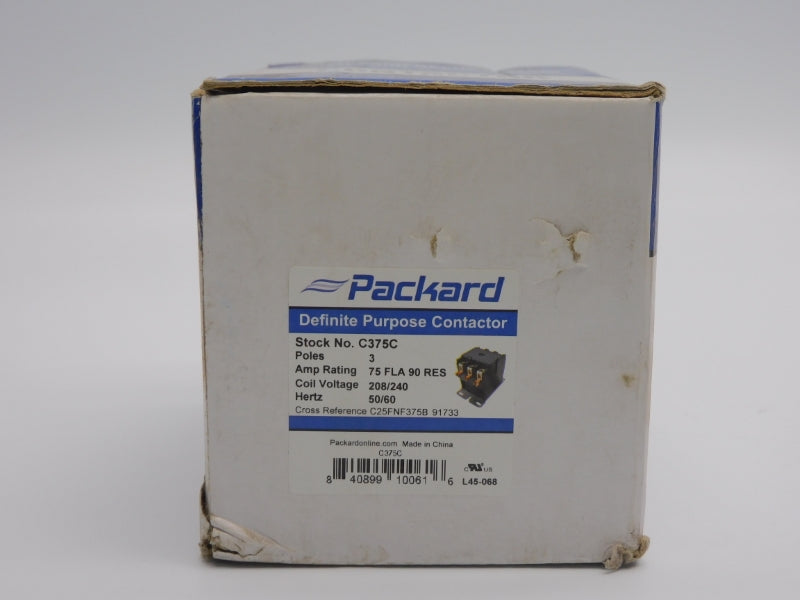 Packard
Definite Purpose Contactor
Stock No. C375C
Poles 3
Amp Rating 75 FLA 90 RES
Coil Voltage 208/240
Hertz 50/60
Cross Reference C25FNF375B 91733
Packardonline.com Made in China
C375C
C US
8 40899 10061 6 L45-068